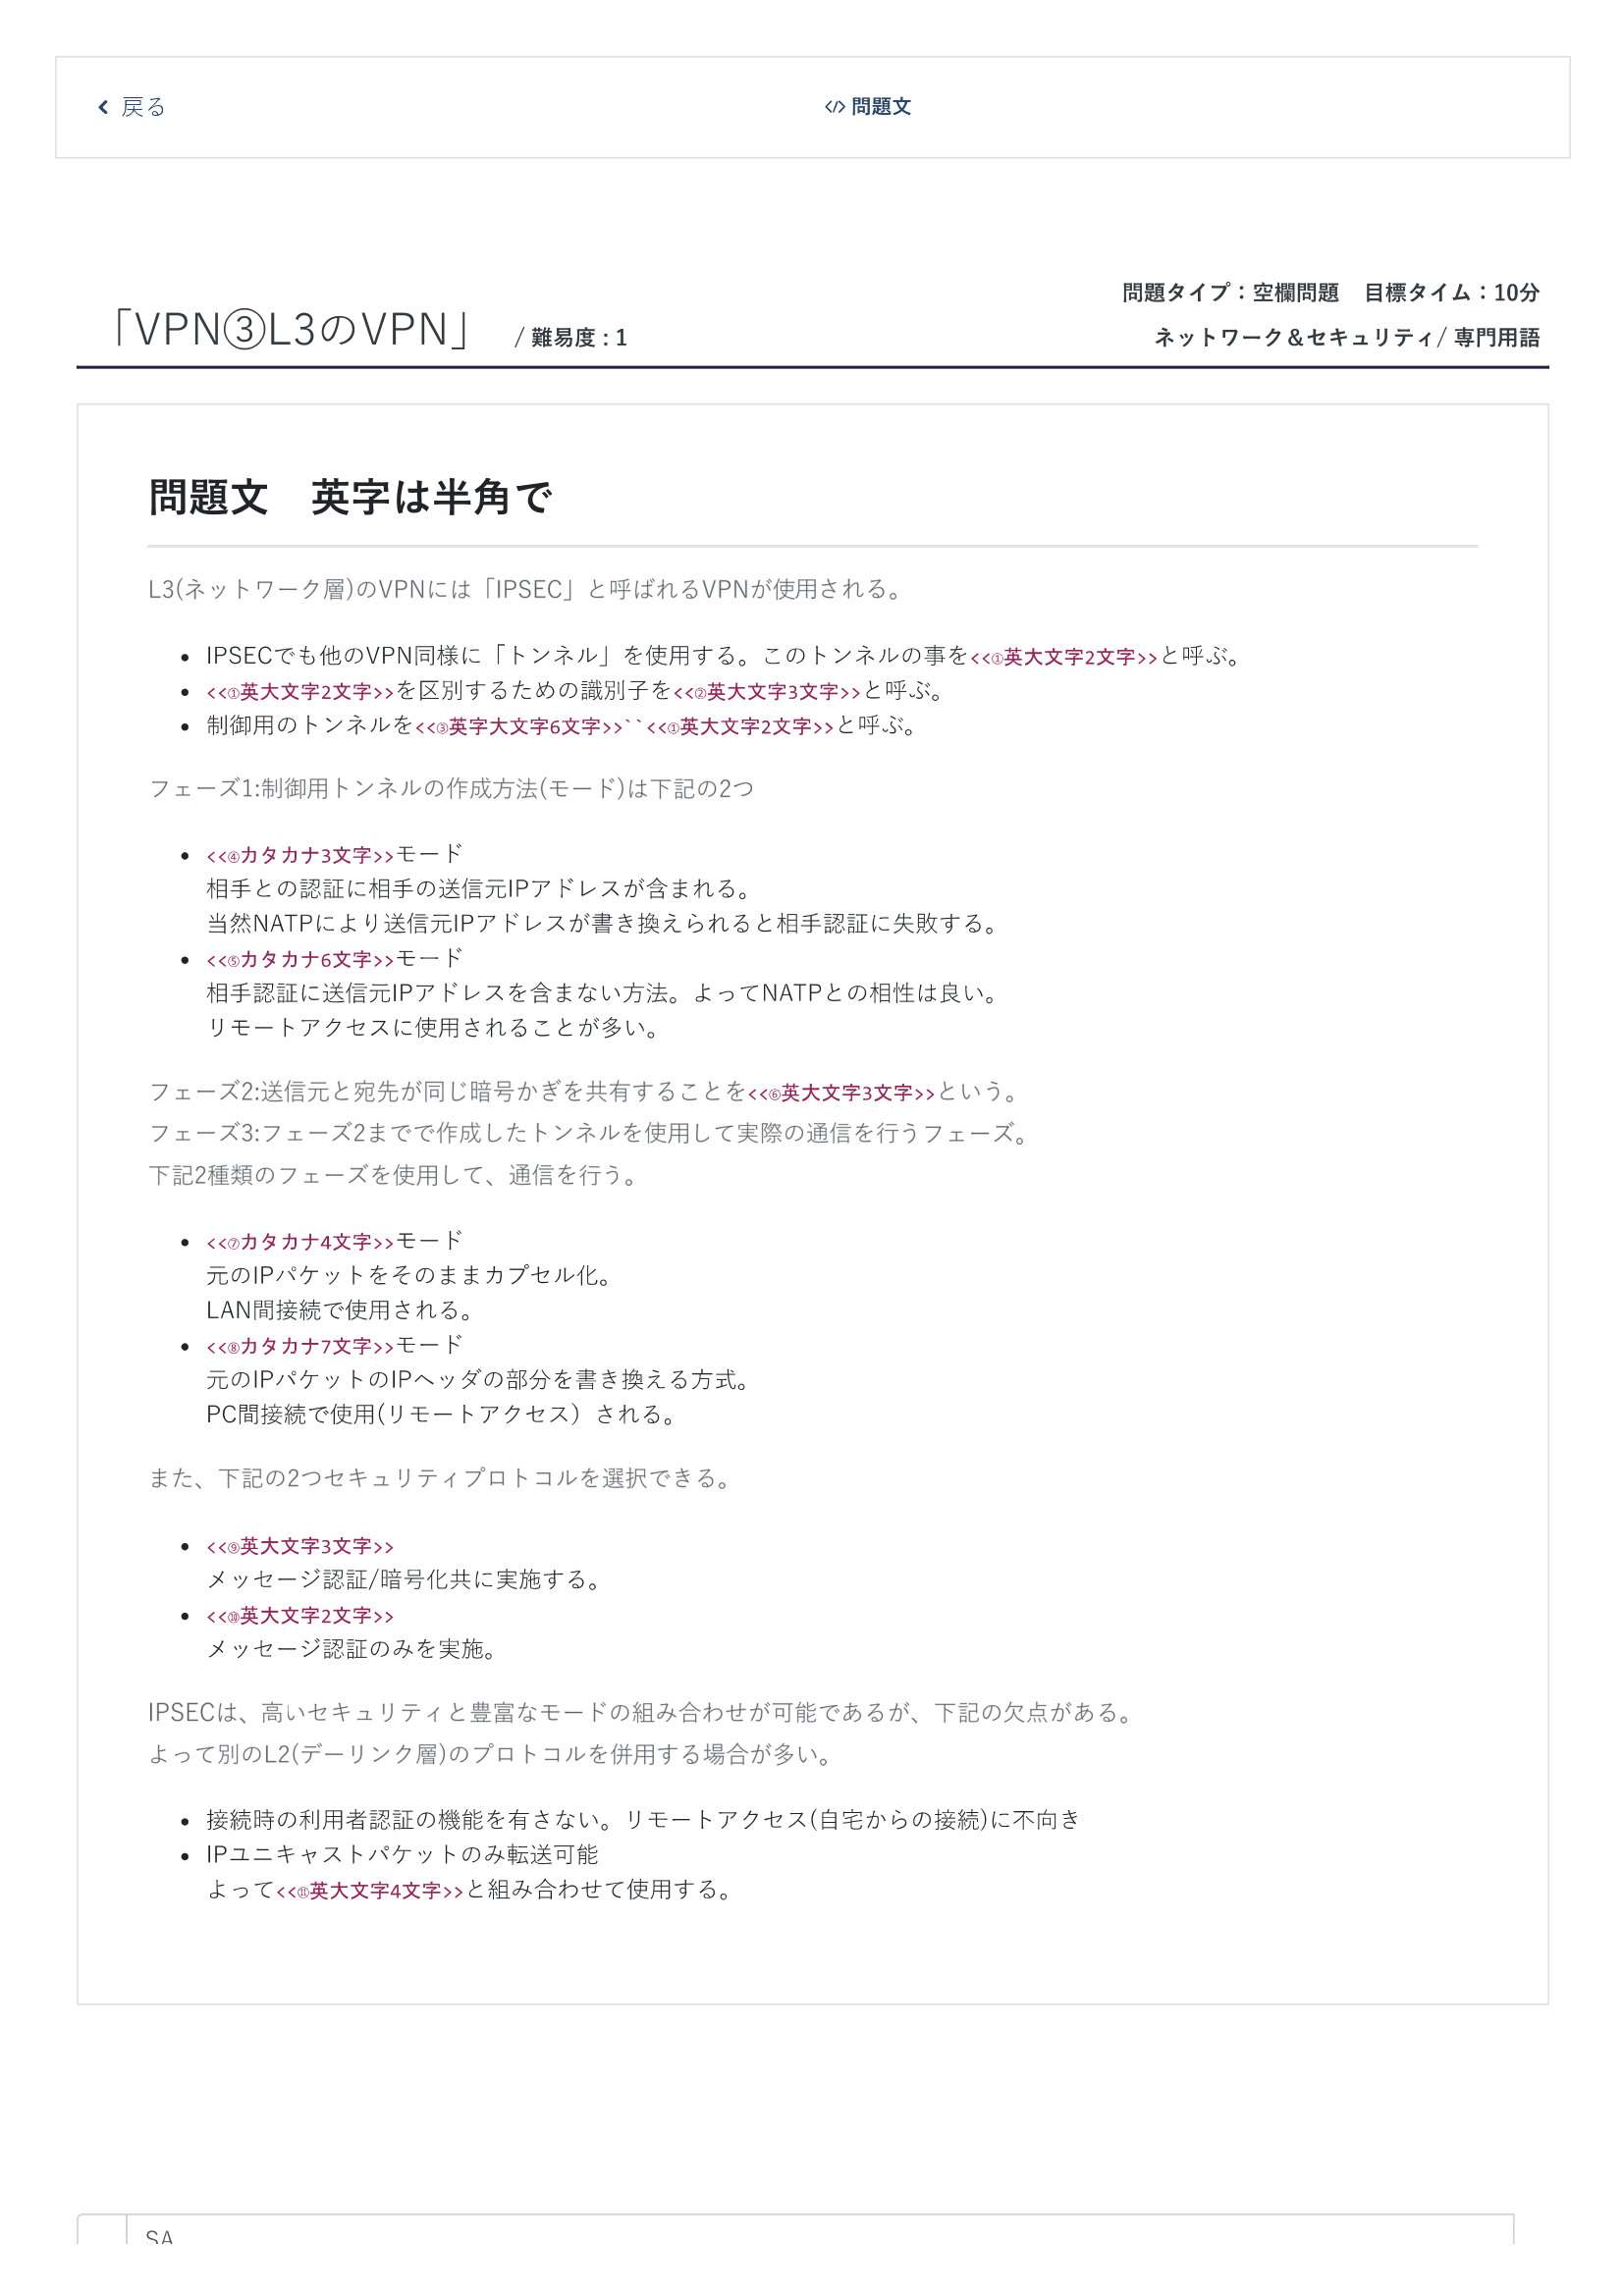 戻る
</> 問題文
問題タイプ：空欄問題　目標タイム：10分
「VPN③L3のVPN」 / 難易度 : 1
ネットワーク＆セキュリティ/ 専門用語
問題文　英字は半角で
L3(ネットワーク層)のVPNには「IPSEC」と呼ばれるVPNが使用される。
• IPSECでも他のVPN同様に「トンネル」を使用する。このトンネルの事を<<①英大文字2文字>>と呼ぶ。
• <<①英大文字2文字>>を区別するための識別子を<<②英大文字3文字>>と呼ぶ。
• 制御用のトンネルを<<③英字大文字6文字>>``<<①英大文字2文字>>と呼ぶ。
フェーズ1:制御用トンネルの作成方法(モード)は下記の2つ
• <<④カタカナ3文字>>モード
相手との認証に相手の送信元IPアドレスが含まれる。
当然NATPにより送信元IPアドレスが書き換えられると相手認証に失敗する。
• <<⑤カタカナ6文字>>モード
相手認証に送信元IPアドレスを含まない方法。よってNATPとの相性は良い。
リモートアクセスに使用されることが多い。
フェーズ2:送信元と宛先が同じ暗号かぎを共有することを<<⑥英大文字3文字>>という。
フェーズ3:フェーズ2までで作成したトンネルを使用して実際の通信を行うフェーズ。
下記2種類のフェーズを使用して、通信を行う。
• <<⑦カタカナ4文字>>モード
元のIPパケットをそのままカプセル化。
LAN間接続で使用される。
• <<⑧カタカナ7文字>>モード
元のIPパケットのIPヘッダの部分を書き換える方式。
PC間接続で使用(リモートアクセス）される。
また、下記の2つセキュリティプロトコルを選択できる。
• <<⑨英大文字3文字>>
メッセージ認証/暗号化共に実施する。
• <<⑩英大文字2文字>>
メッセージ認証のみを実施。
IPSECは、高いセキュリティと豊富なモードの組み合わせが可能であるが、下記の欠点がある。
よって別のL2(デーリンク層)のプロトコルを併用する場合が多い。
• 接続時の利用者認証の機能を有さない。リモートアクセス(自宅からの接続)に不向き
• IPユニキャストパケットのみ転送可能
よって<<⑪英大文字4文字>>と組み合わせて使用する。
SA